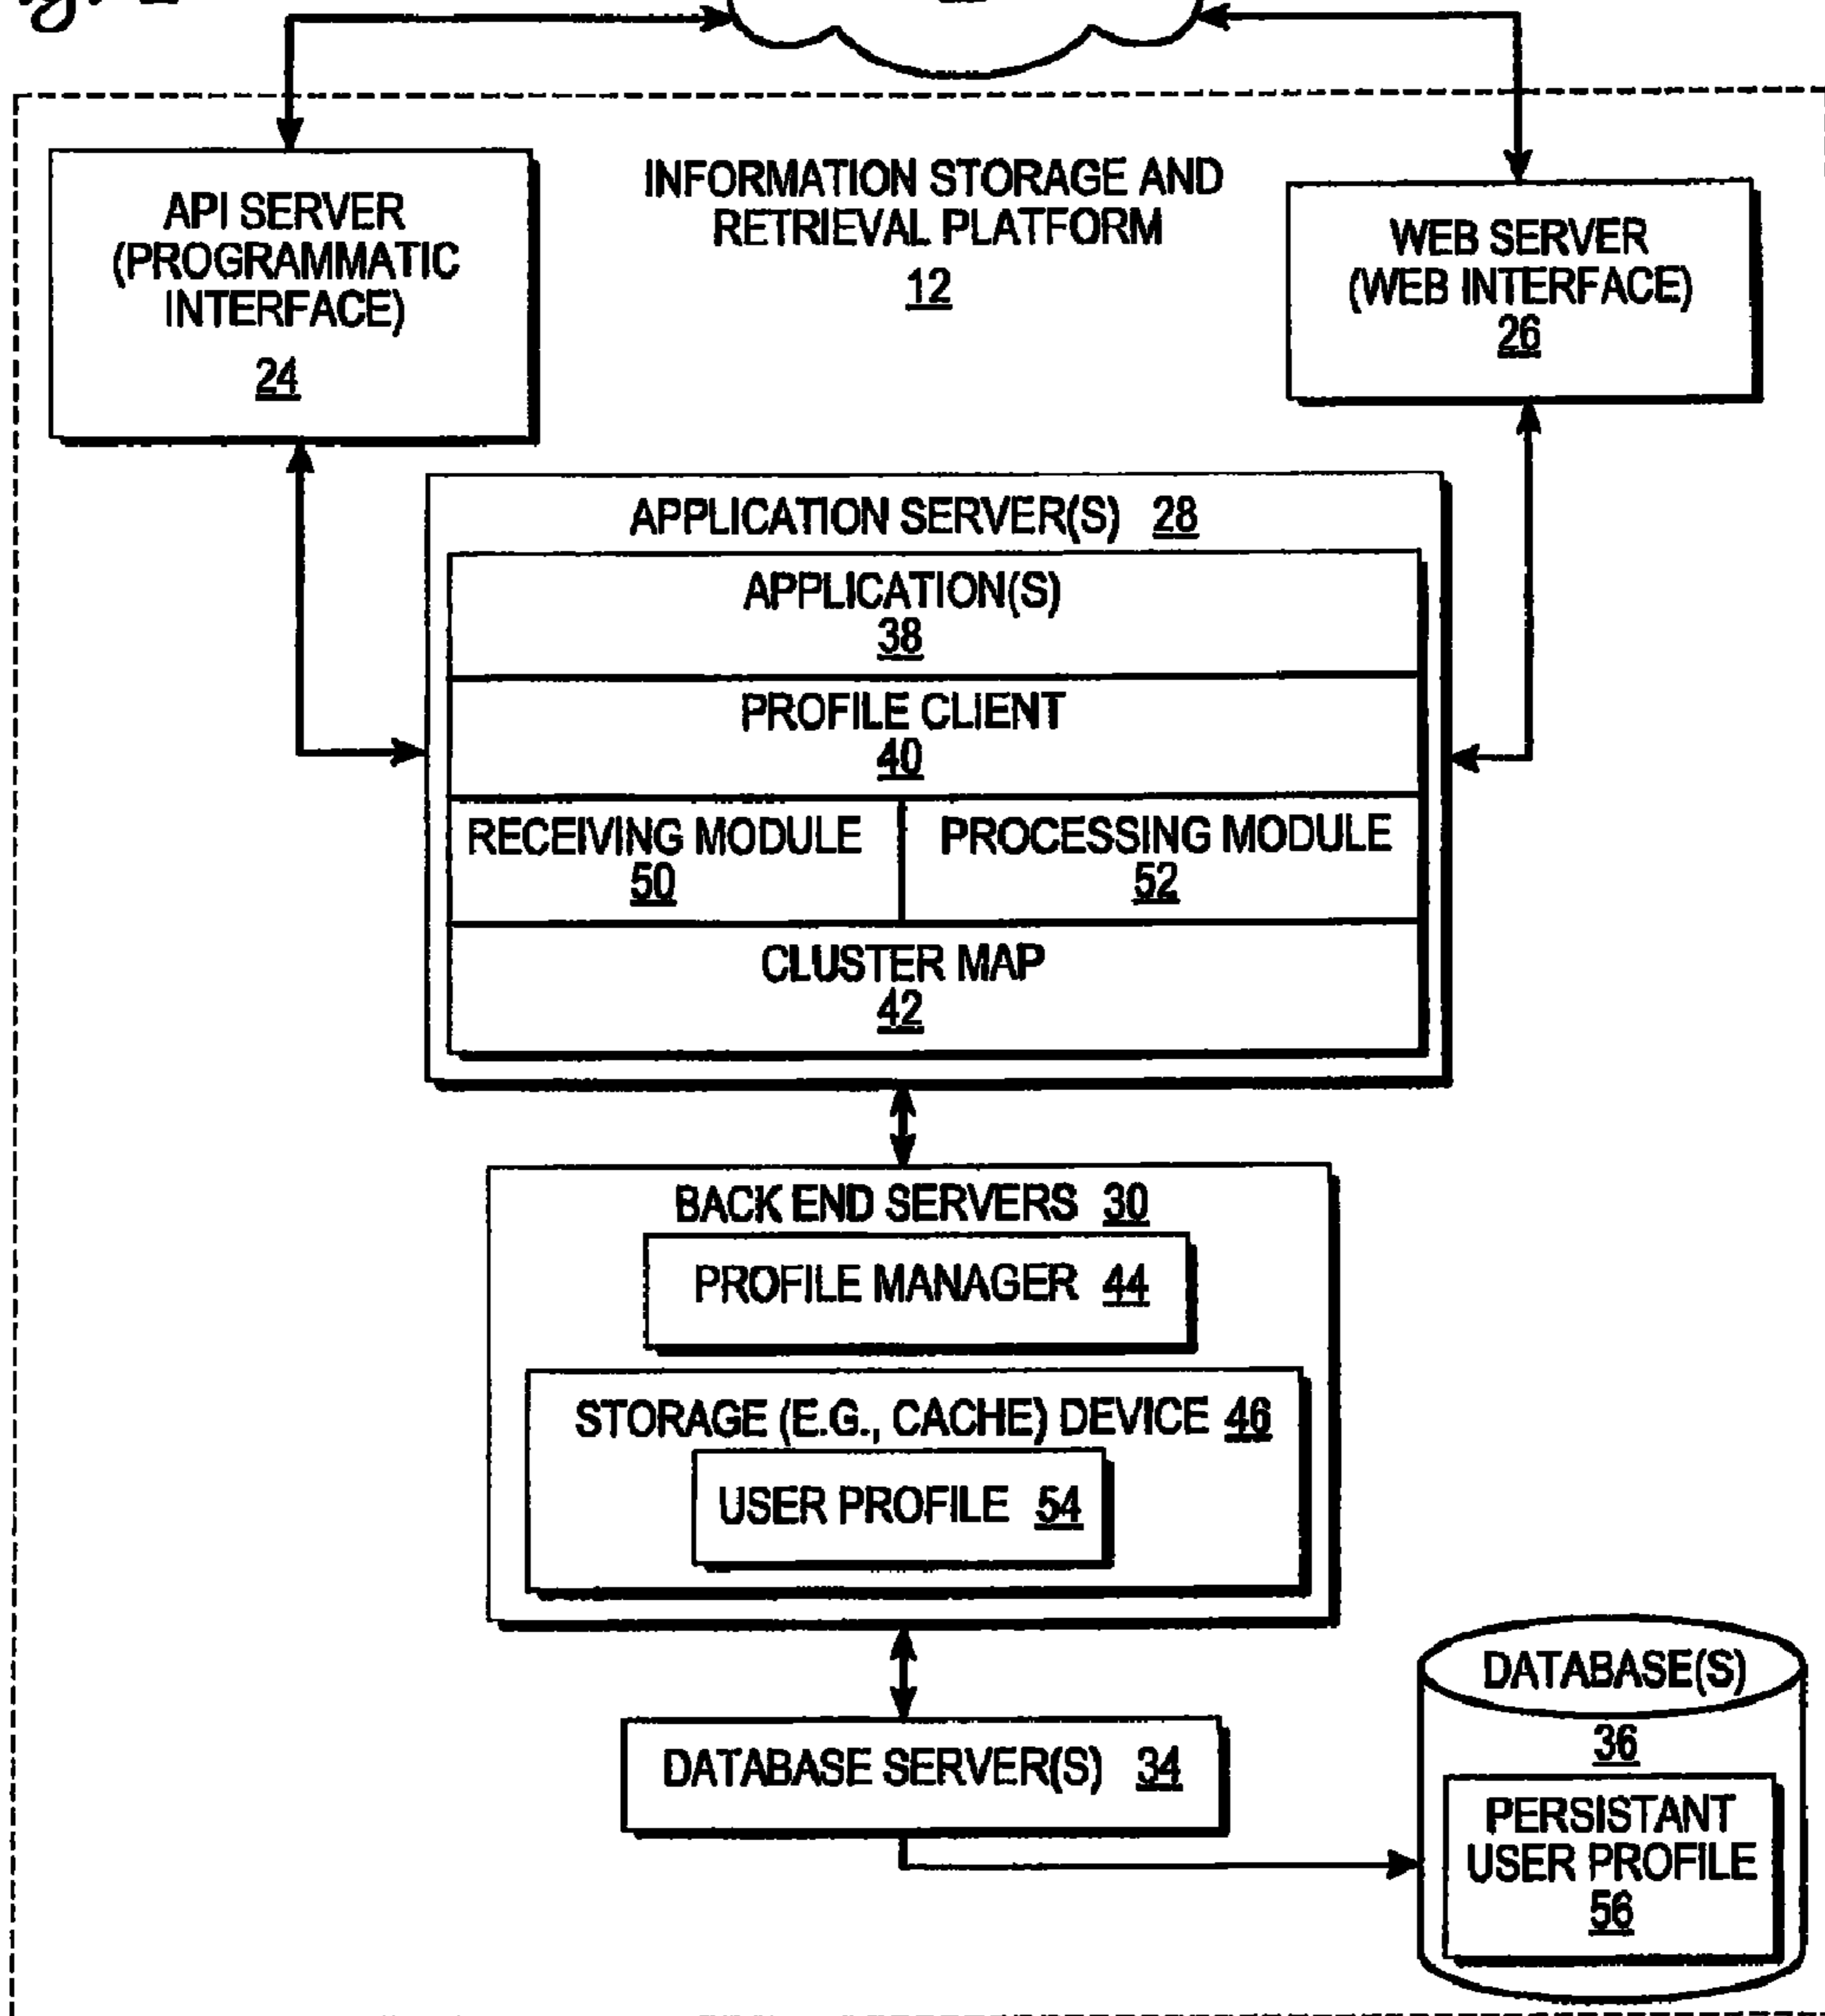 INFORMATION STORAGE AND
RETRIEVAL PLATFORM
12
API SERVER
(PROGRAMMATIC
INTERFACE)
24
WEB SERVER
(WEB INTERFACE)
26
APPLICATION SERVER(S) 28
APPLICATION(S)
38
PROFILE CLIENT
40
RECEIVING MODULE
50
PROCESSING MODULE
52
CLUSTER MAP
42
BACK END SERVERS 30
PROFILE MANAGER 44
STORAGE (E.G., CACHE) DEVICE 46
USER PROFILE 54
DATABASE SERVER(S) 34
DATABASE(S)
36
PERSISTANT
USER PROFILE
56